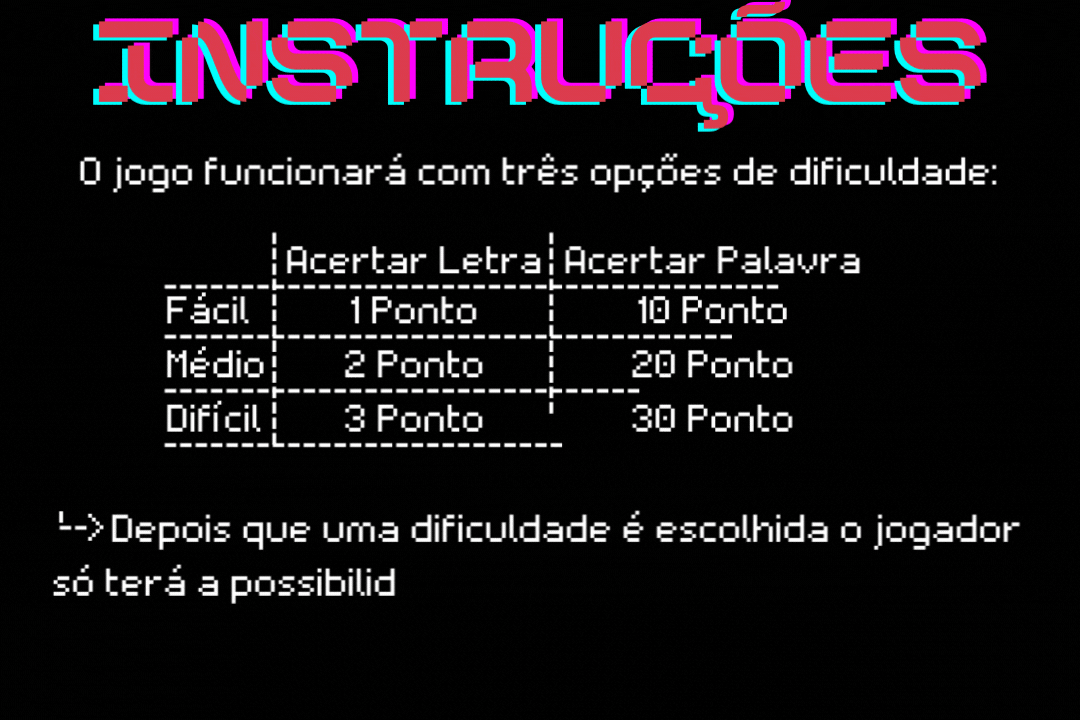 INSTRUÇÕES
O jogo funcionará com três opções de dificuldade:
Acertar Letra Acertar Palavra
Fácil 1 Ponto 10 Ponto
Médio 2 Ponto 20 Ponto
Difícil 3 Ponto 30 Ponto
↳-> Depois que uma dificuldade é escolhida o jogador
só terá a possibilid